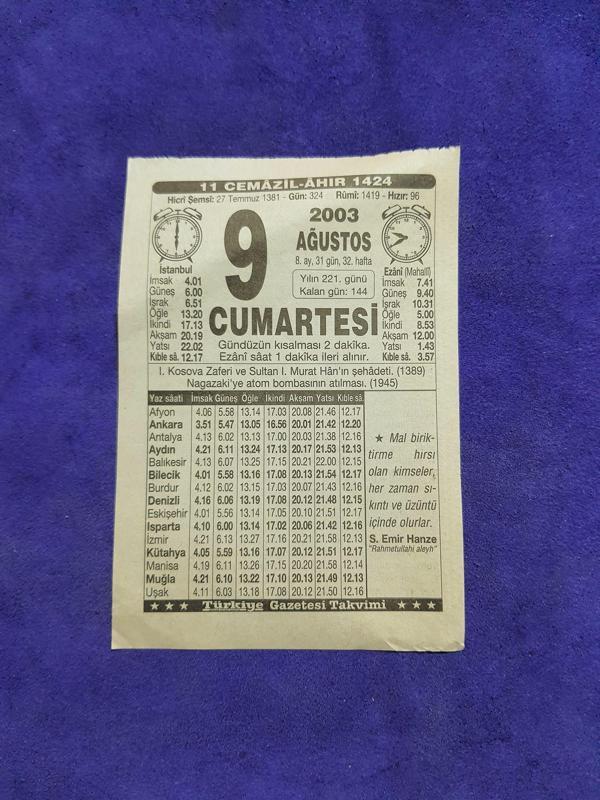 11 CEMÂZİL-ÂHIR 1424
Hicrî Şemsî: 27 Temmuz 1381 - Gün: 324 Rûmî: 1419 - Hızır: 96
9
2003
AĞUSTOS
8. ay, 31 gün, 32. hafta
Yılın 221. günü
Kalan gün: 144
İstanbul
İmsak 4.01
Güneş 6.00
İşrak 6.51
Öğle 13.20
İkindi 17.13
Akşam 20.19
Yatsı 22.02
Kıble sâ. 12.17
Ezânî (Mahallî)
İmsak 7.41
Güneş 9.40
İşrak 10.31
Öğle 5.00
İkindi 8.53
Akşam 12.00
Yatsı 1.43
Kıble sâ. 3.57
CUMARTESİ
Gündüzün kısalması 2 dakîka.
Ezânî sâat 1 dakîka ileri alınır.
I. Kosova Zaferi ve Sultan I. Murat Hân'ın şehâdeti. (1389)
Nagazaki'ye atom bombasının atılması. (1945)
Yaz sâati İmsak Güneş Öğle İkindi Akşam Yatsı Kıble sâ.
Afyon 4.06 5.58 13.14 17.03 20.08 21.46 12.17
Ankara 3.51 5.47 13.05 16.56 20.01 21.42 12.20
Antalya 4.13 6.02 13.13 17.00 20.03 21.38 12.16
Aydın 4.21 6.11 13.24 17.13 20.17 21.53 12.13
Balıkesir 4.13 6.07 13.25 17.15 20.21 22.00 12.15
Bilecik 4.01 5.58 13.16 17.08 20.13 21.54 12.17
Burdur 4.12 6.02 13.15 17.03 20.07 21.43 12.16
Denizli 4.16 6.06 13.19 17.08 20.12 21.48 12.15
Eskişehir 4.01 5.56 13.14 17.05 20.10 21.51 12.17
Isparta 4.10 6.00 13.14 17.02 20.06 21.42 12.16
İzmir 4.21 6.13 13.27 17.16 20.21 21.58 12.13
Kütahya 4.05 5.59 13.16 17.07 20.12 21.51 12.17
Manisa 4.19 6.11 13.26 17.15 20.20 21.58 12.14
Muğla 4.21 6.10 13.22 17.10 20.13 21.49 12.13
Uşak 4.11 6.03 13.18 17.08 20.12 21.50 12.16
★ Mal birik-
tirme hırsı
olan kimseler,
her zaman sı-
kıntı ve üzüntü
içinde olurlar.
S. Emir Hanze
"Rahmetullahi aleyh"
★ ★ ★ Türkiye Gazetesi Takvimi ★ ★ ★